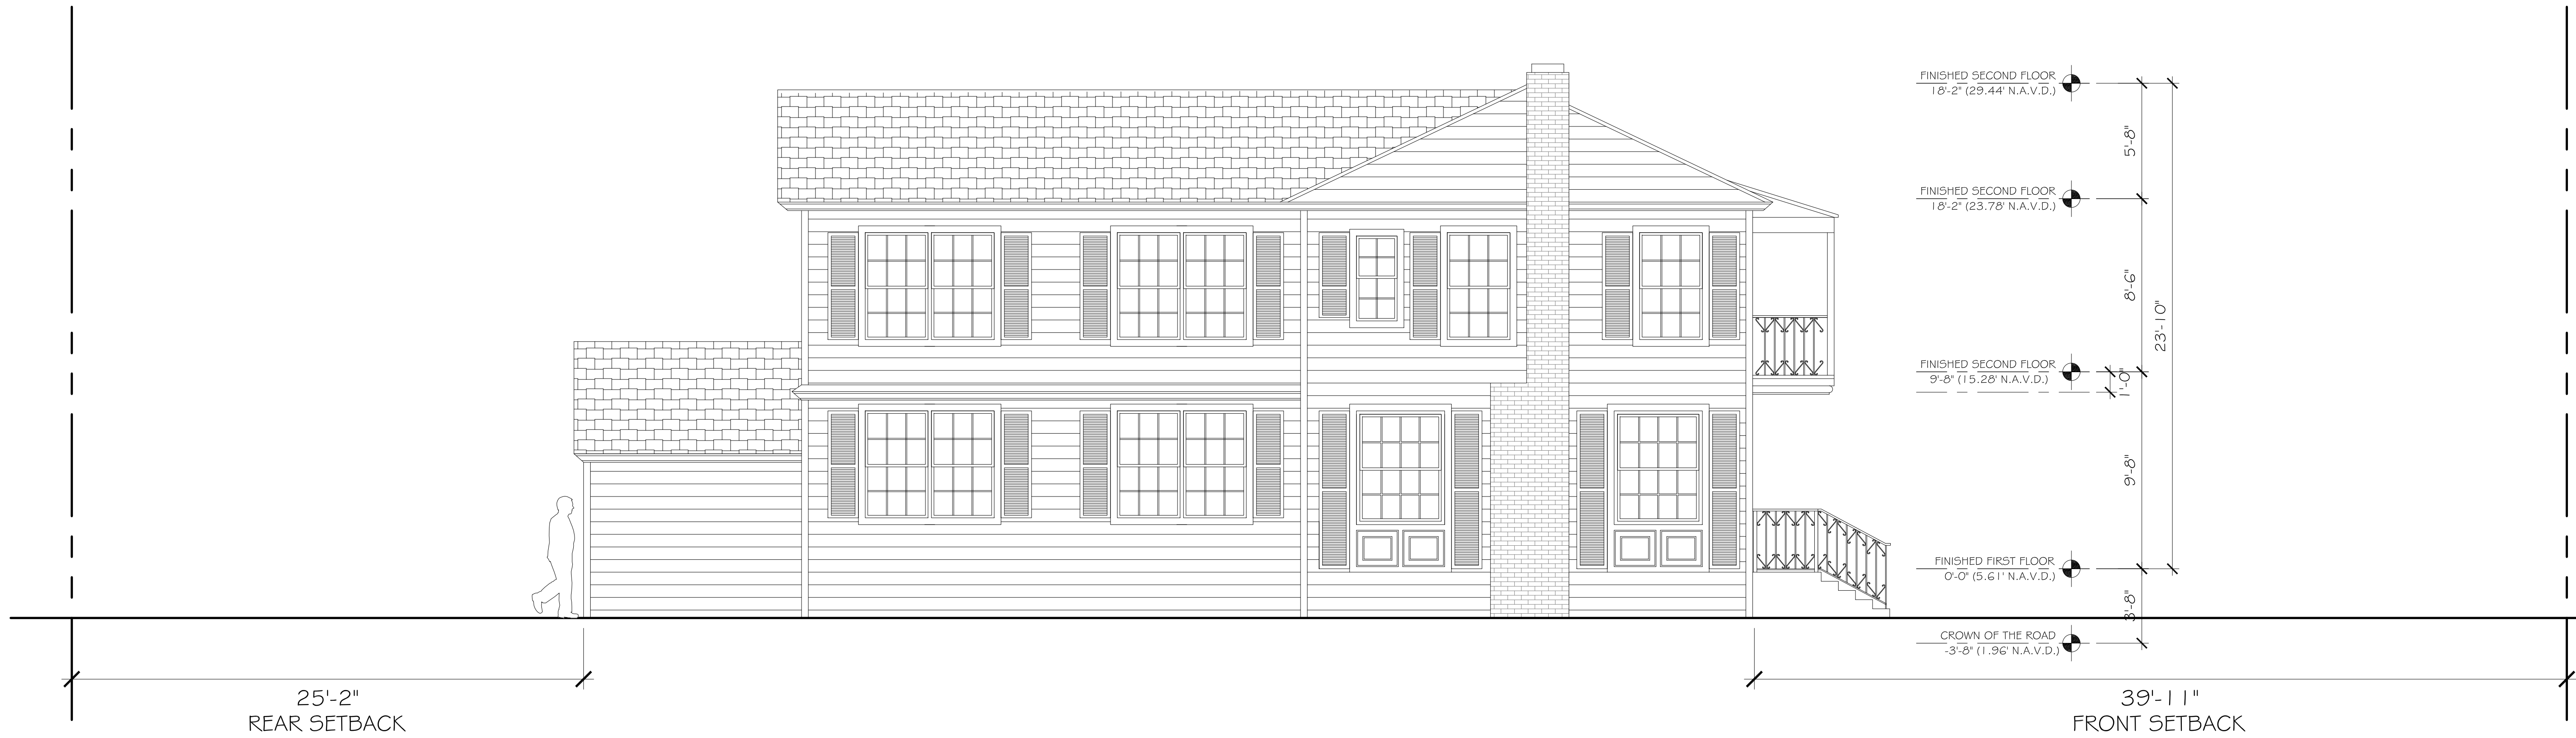 FINISHED SECOND FLOOR
18'-2" (29.44' N.A.V.D.)
5'-8"
FINISHED SECOND FLOOR
18'-2" (23.78' N.A.V.D.)
8'-6"
23'-10"
FINISHED SECOND FLOOR
9'-8" (15.28' N.A.V.D.)
1'-0"
9'-8"
FINISHED FIRST FLOOR
0'-0" (5.61' N.A.V.D.)
3'-8"
CROWN OF THE ROAD
-3'-8" (1.96' N.A.V.D.)
25'-2"
REAR SETBACK
39'-11"
FRONT SETBACK